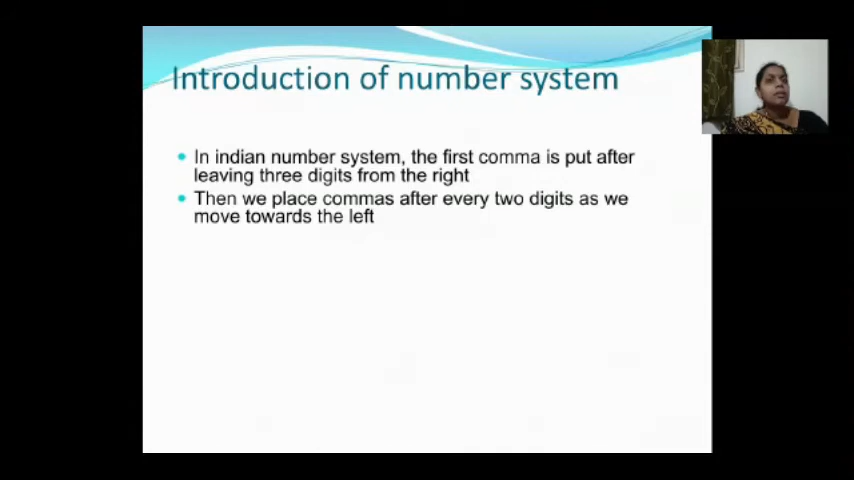 Introduction of number system
• In indian number system, the first comma is put after
leaving three digits from the right
• Then we place commas after every two digits as we
move towards the left